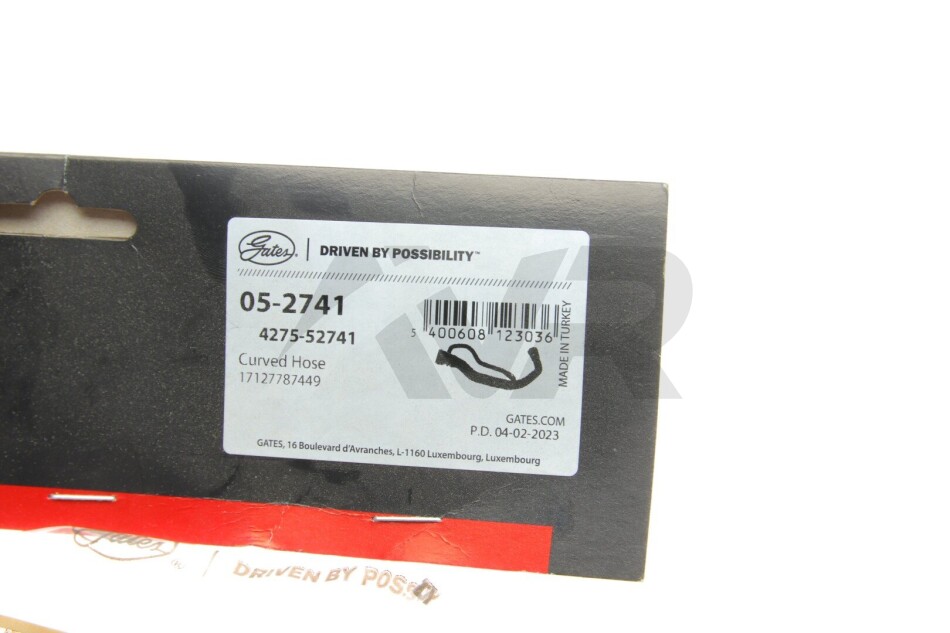 Gates® | DRIVEN BY POSSIBILITY™
05-2741
4275-52741
Curved Hose
17127787449
5 400608 123036
MADE IN TURKEY
GATES.COM
P.D. 04-02-2023
GATES, 16 Boulevard d'Avranches, L-1160 Luxembourg, Luxembourg
Gates® | DRIVEN BY